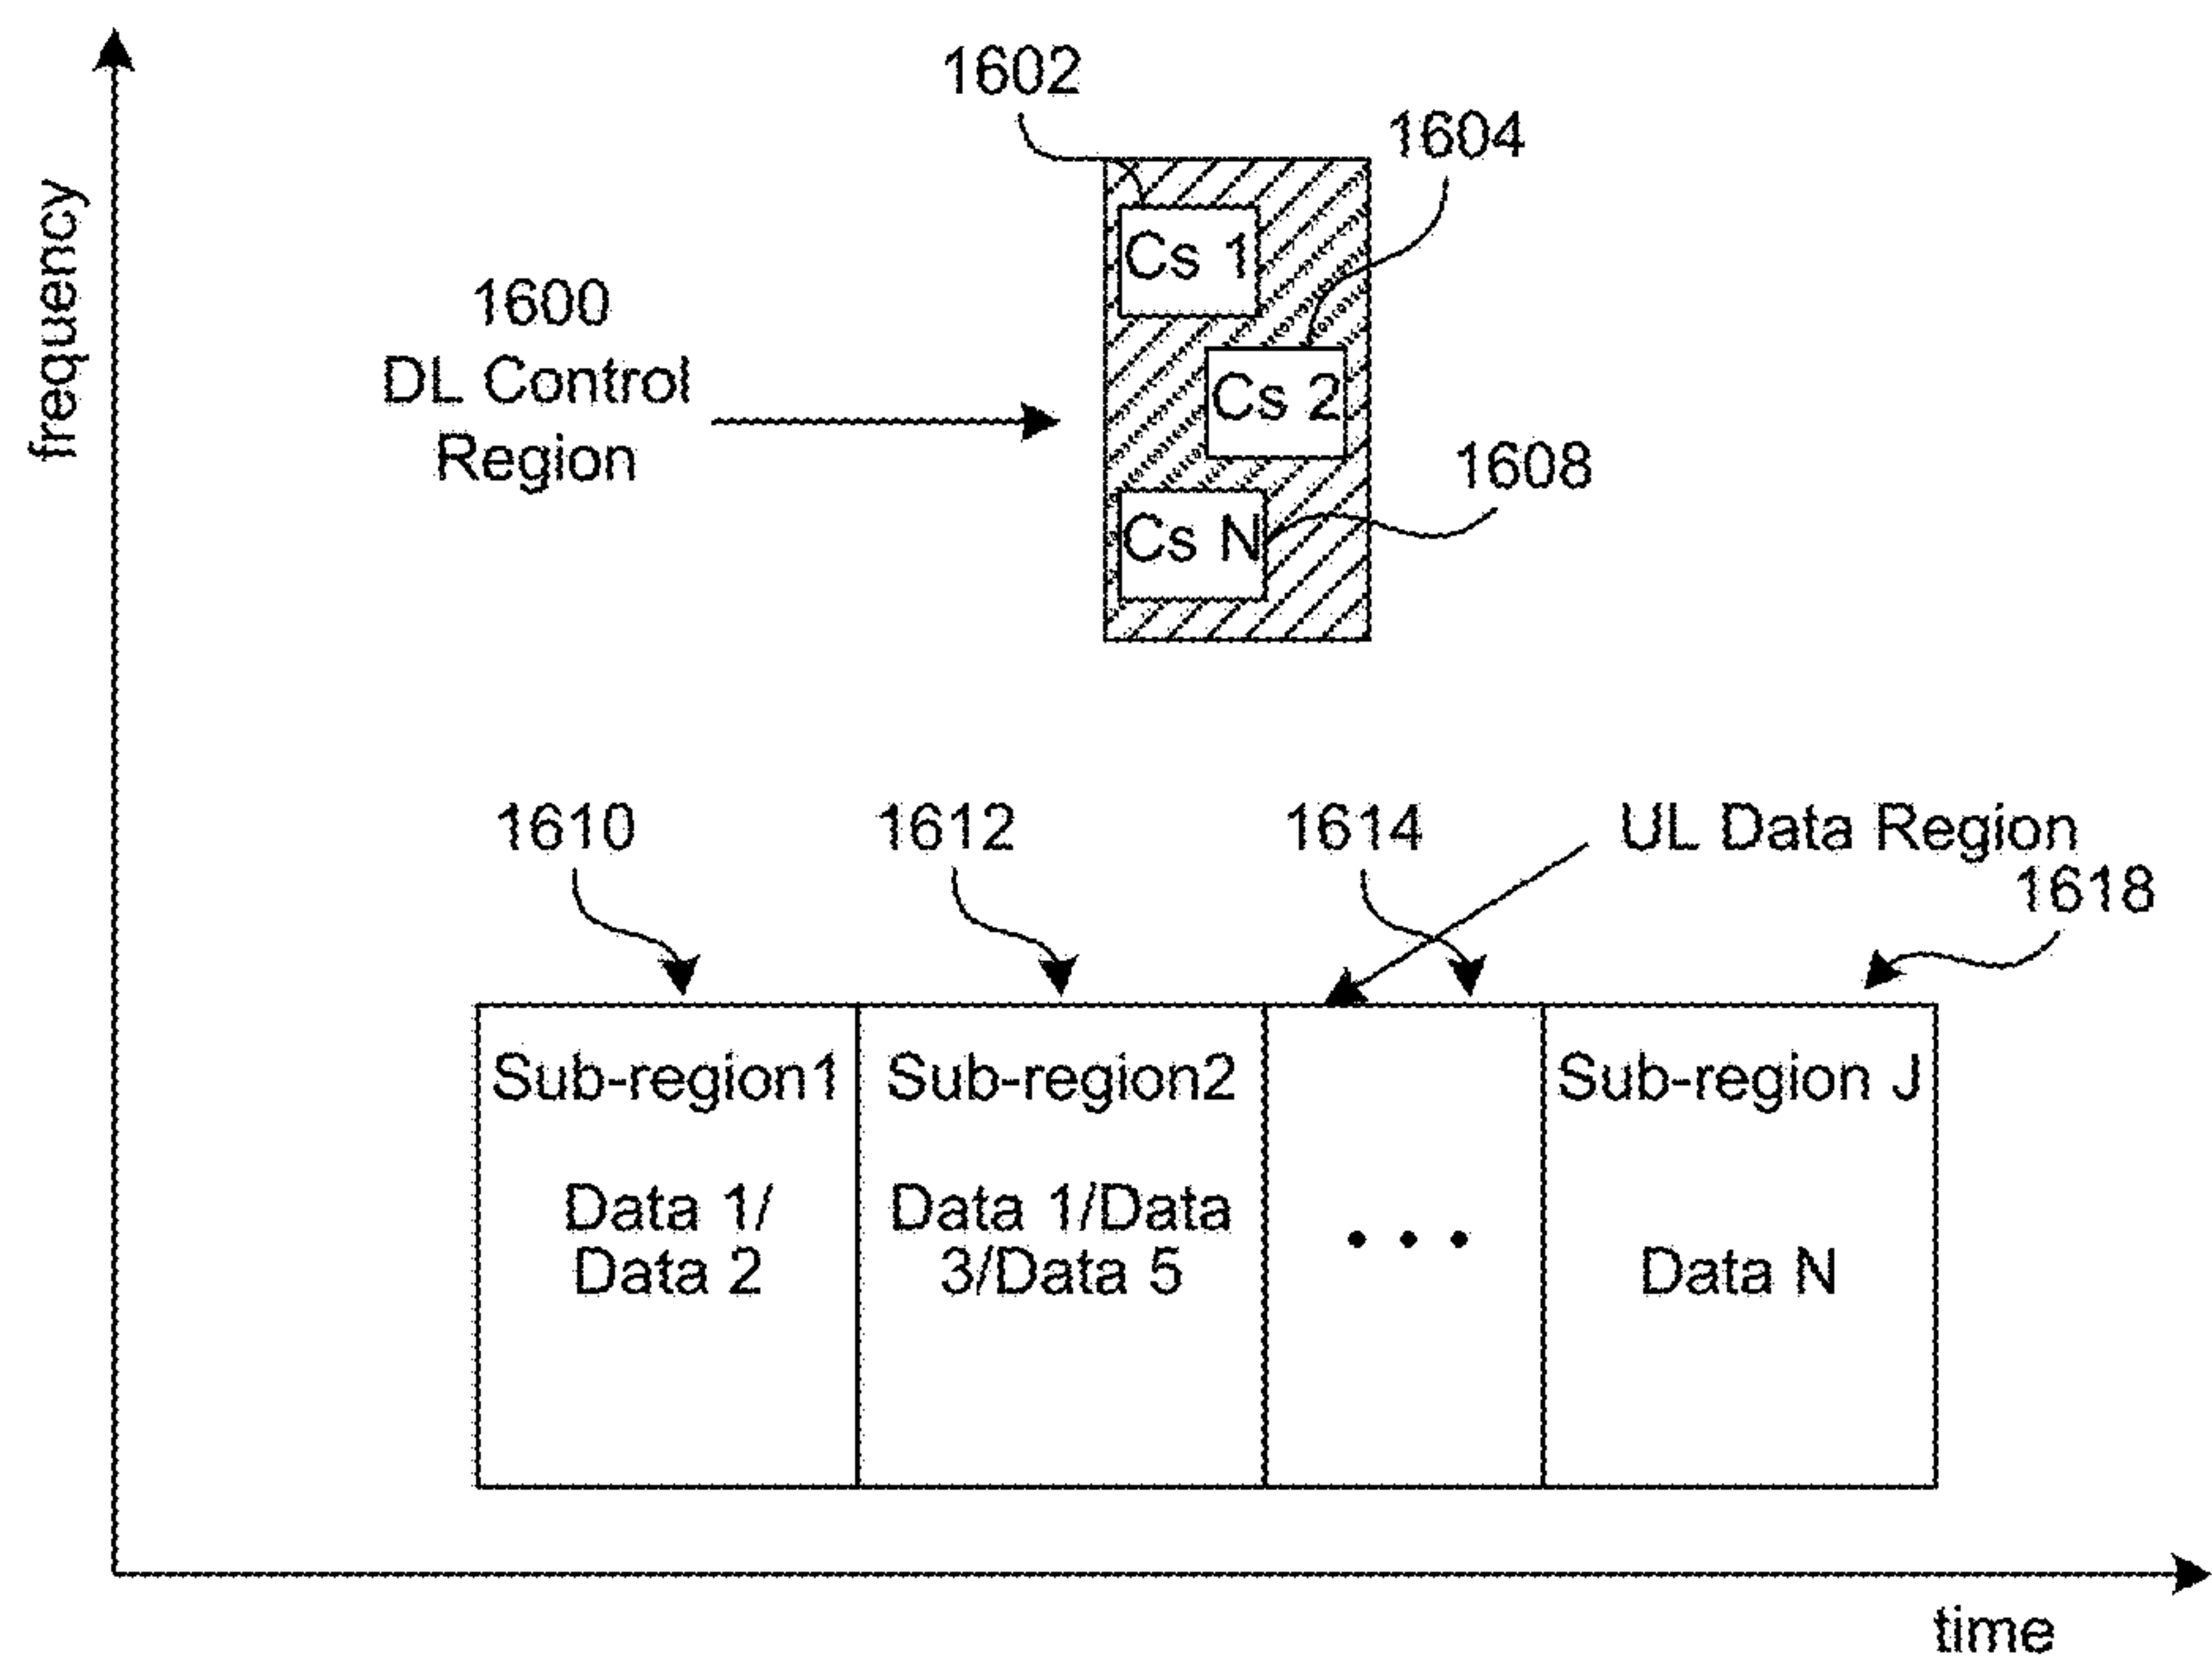 1602
1604
frequency
Cs 1
1600
DL Control
Region
Cs 2
1608
Cs N
1610
1612
1614
UL Data Region
1618
Sub-region1
Sub-region2
Sub-region J
Data 1/
Data 2
Data 1/Data
3/Data 5
• • •
Data N
time